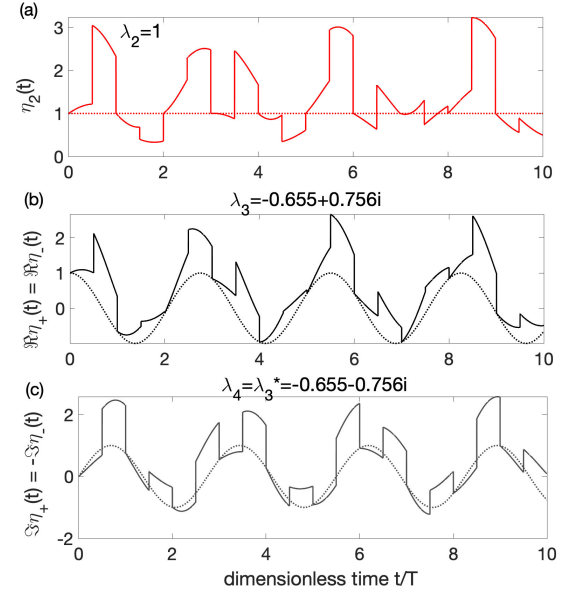 (a)
λ₂=1
η₂(t)
3
2
1
0
0 2 4 6 8 10
(b)
λ₃=-0.655+0.756i
ℜη₊(t) = ℜη₋(t)
2
1
0
0 2 4 6 8 10
(c)
λ₄=λ₃*=-0.655-0.756i
ℑη₊(t) = -ℑη₋(t)
2
0
-2
0 2 4 6 8 10
dimensionless time t/T